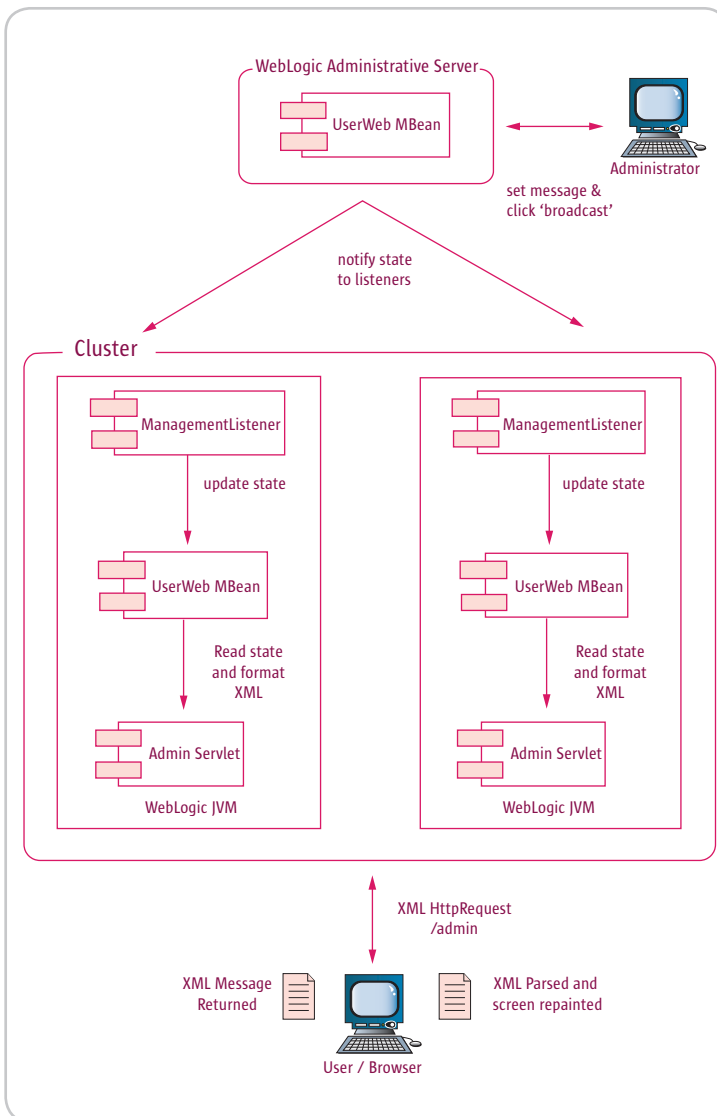 WebLogic Administrative Server
UserWeb MBean
Administrator
set message &
click ‘broadcast’
notify state
to listeners
Cluster
ManagementListener
update state
UserWeb MBean
Read state
and format
XML
Admin Servlet
WebLogic JVM
ManagementListener
update state
UserWeb MBean
Read state
and format
XML
Admin Servlet
WebLogic JVM
XML HttpRequest
/admin
XML Message
Returned
XML Parsed and
screen repainted
User / Browser